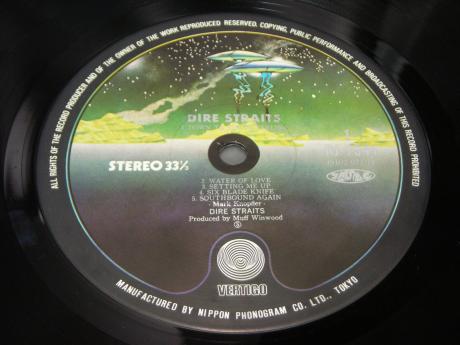 ALL RIGHTS OF THE RECORD PRODUCER AND OF THE OWNER OF THE WORK REPRODUCED RESERVED. COPYING, PUBLIC PERFORMANCE AND BROADCASTING OF THIS RECORD PROHIBITED
DIRE STRAITS
STEREO 33⅓
2. WATER OF LOVE
3. SETTING ME UP
4. SIX BLADE KNIFE
5. SOUTHBOUND AGAIN
- Mark Knopfler -
DIRE STRAITS
Produced by Muff Winwood
VERTIGO
MANUFACTURED BY NIPPON PHONOGRAM CO. LTD., TOKYO